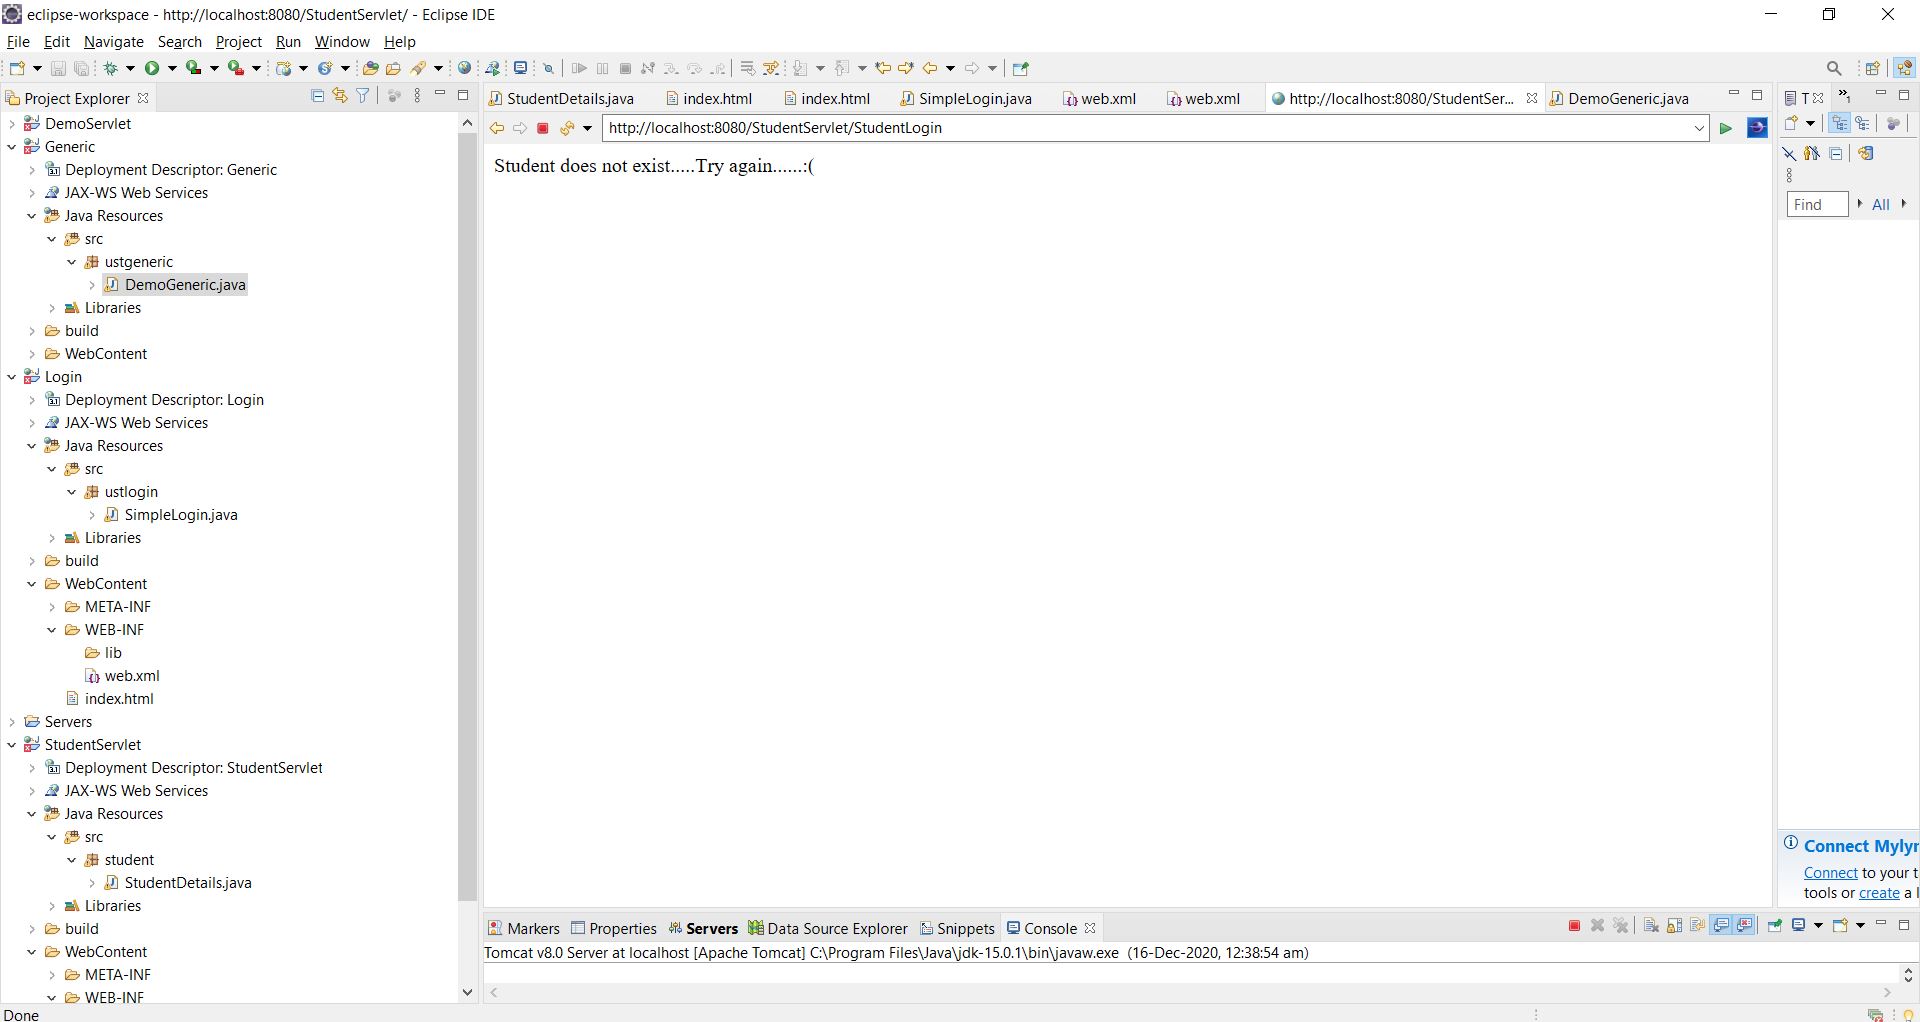 eclipse-workspace - http://localhost:8080/StudentServlet/ - Eclipse IDE
File Edit Navigate Search Project Run Window Help
Project Explorer
DemoServlet
Generic
Deployment Descriptor: Generic
JAX-WS Web Services
Java Resources
src
ustgeneric
DemoGeneric.java
Libraries
build
WebContent
Login
Deployment Descriptor: Login
JAX-WS Web Services
Java Resources
src
ustlogin
SimpleLogin.java
Libraries
build
WebContent
META-INF
WEB-INF
lib
web.xml
index.html
Servers
StudentServlet
Deployment Descriptor: StudentServlet
JAX-WS Web Services
Java Resources
src
student
StudentDetails.java
Libraries
build
WebContent
META-INF
WEB-INF
StudentDetails.java index.html index.html SimpleLogin.java web.xml web.xml http://localhost:8080/StudentSer... DemoGeneric.java
http://localhost:8080/StudentServlet/StudentLogin
Student does not exist.....Try again......:(
T
Find All
Connect Mylyn
Connect to your t
tools or create a l
Markers Properties Servers Data Source Explorer Snippets Console
Tomcat v8.0 Server at localhost [Apache Tomcat] C:\Program Files\Java\jdk-15.0.1\bin\javaw.exe (16-Dec-2020, 12:38:54 am)
Done